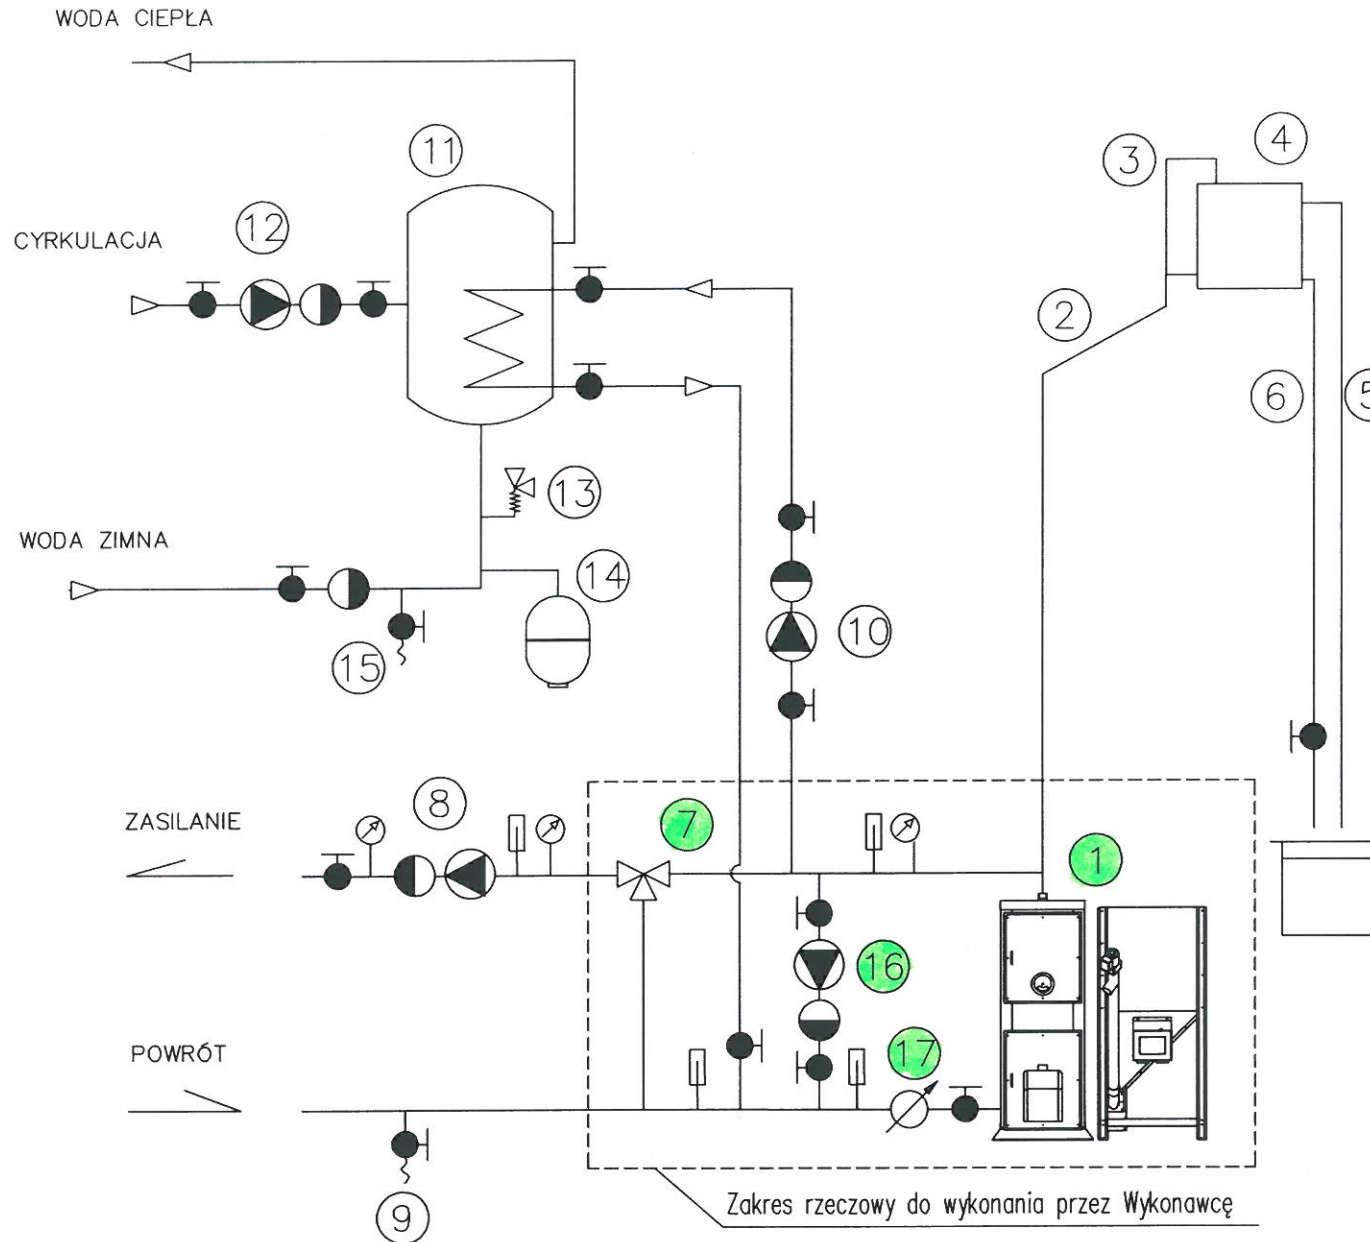 WODA CIEPŁA
11
3
4
12
CYRKULACJA
2
6
5
13
WODA ZIMNA
14
10
15
ZASILANIE
8
7
1
16
POWRÓT
17
Zakres rzeczowy do wykonania przez Wykonawcę
9